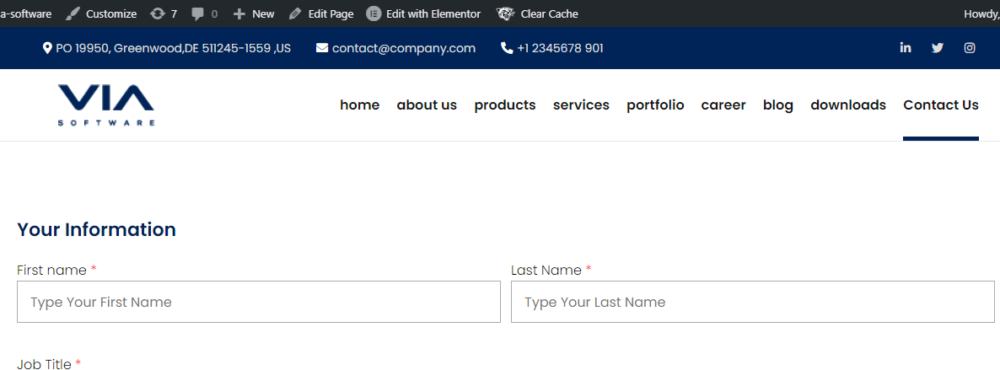 a-software Customize 7 0 New Edit Page Edit with Elementor Clear Cache Howdy,
PO 19950, Greenwood,DE 511245-1559 ,US contact@company.com +1 2345678 901
VIA
SOFTWARE
home about us products services portfolio career blog downloads Contact Us
Your Information
First name * Last Name *
Type Your First Name Type Your Last Name
Job Title *